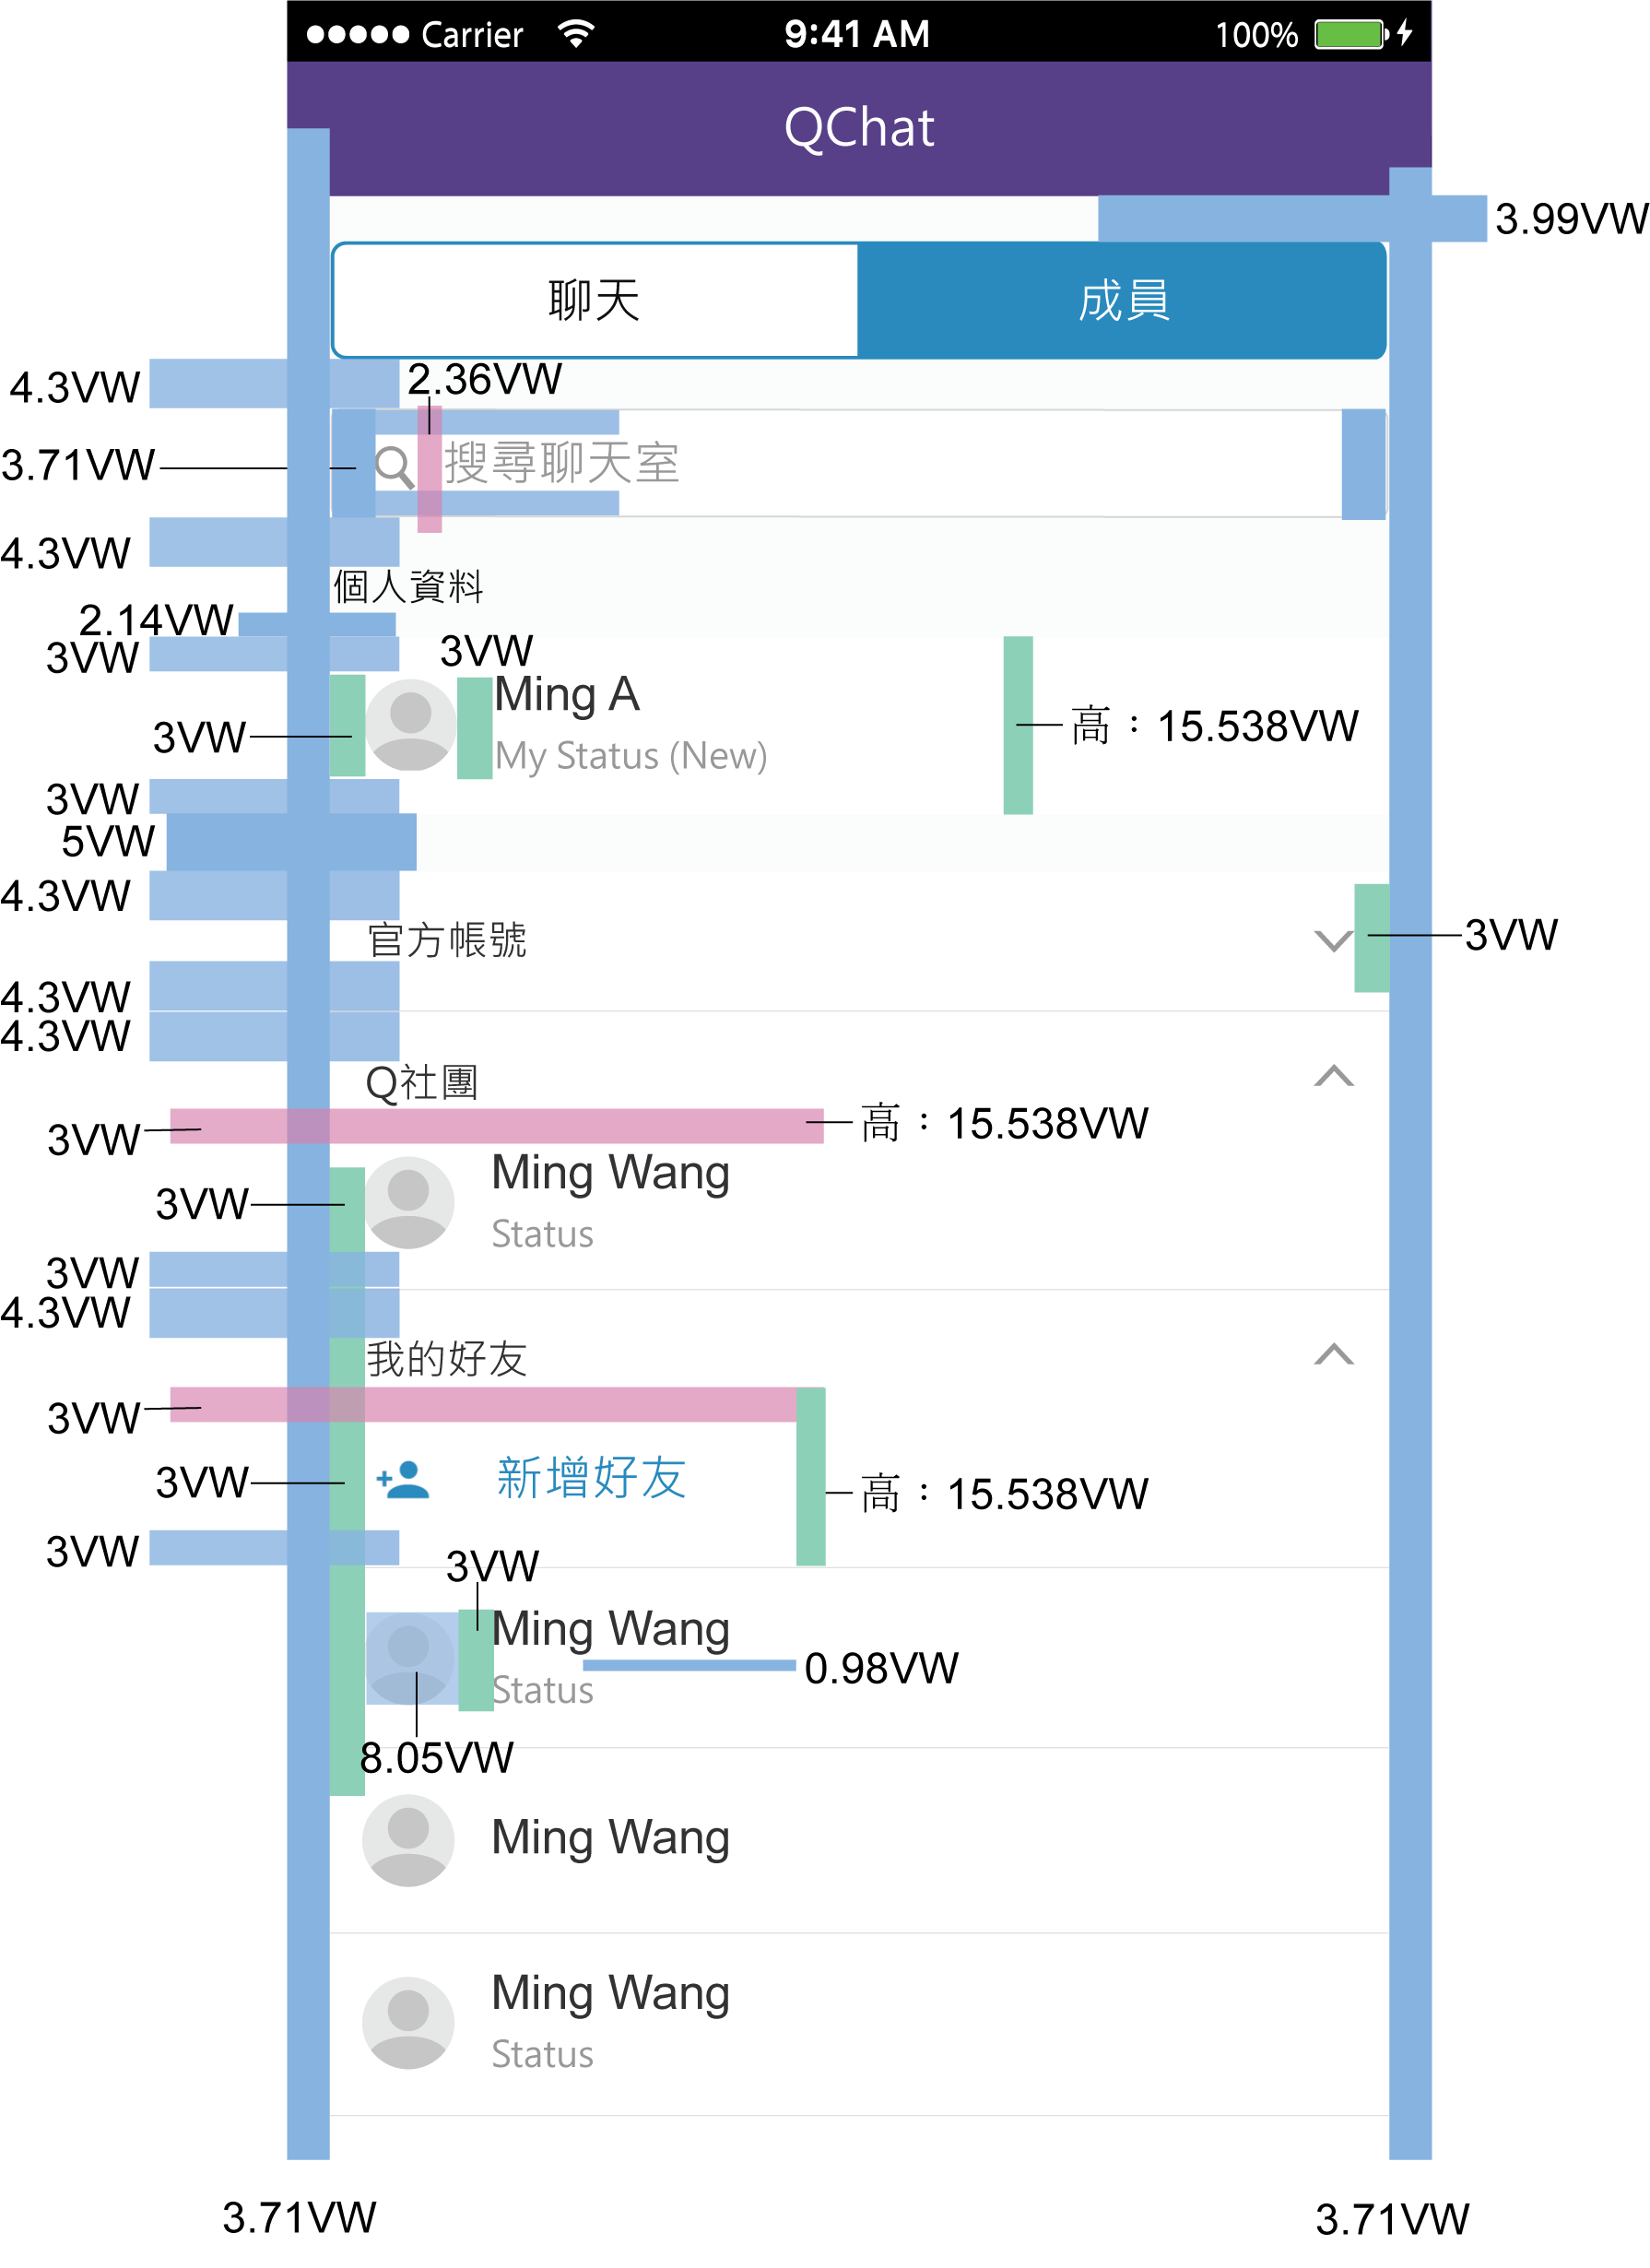 Carrier 9:41 AM 100%
QChat
3.99VW
聊天 成員
4.3VW
2.36VW
3.71VW
搜尋聊天室
4.3VW
個人資料
2.14VW
3VW
3VW
Ming A
3VW
高：15.538VW
My Status (New)
3VW
5VW
4.3VW
官方帳號
3VW
4.3VW
4.3VW
Q社團
3VW
高：15.538VW
Ming Wang
3VW
Status
3VW
4.3VW
我的好友
3VW
3VW
新增好友
高：15.538VW
3VW
3VW
Ming Wang
0.98VW
Status
8.05VW
Ming Wang
Ming Wang
Status
3.71VW
3.71VW